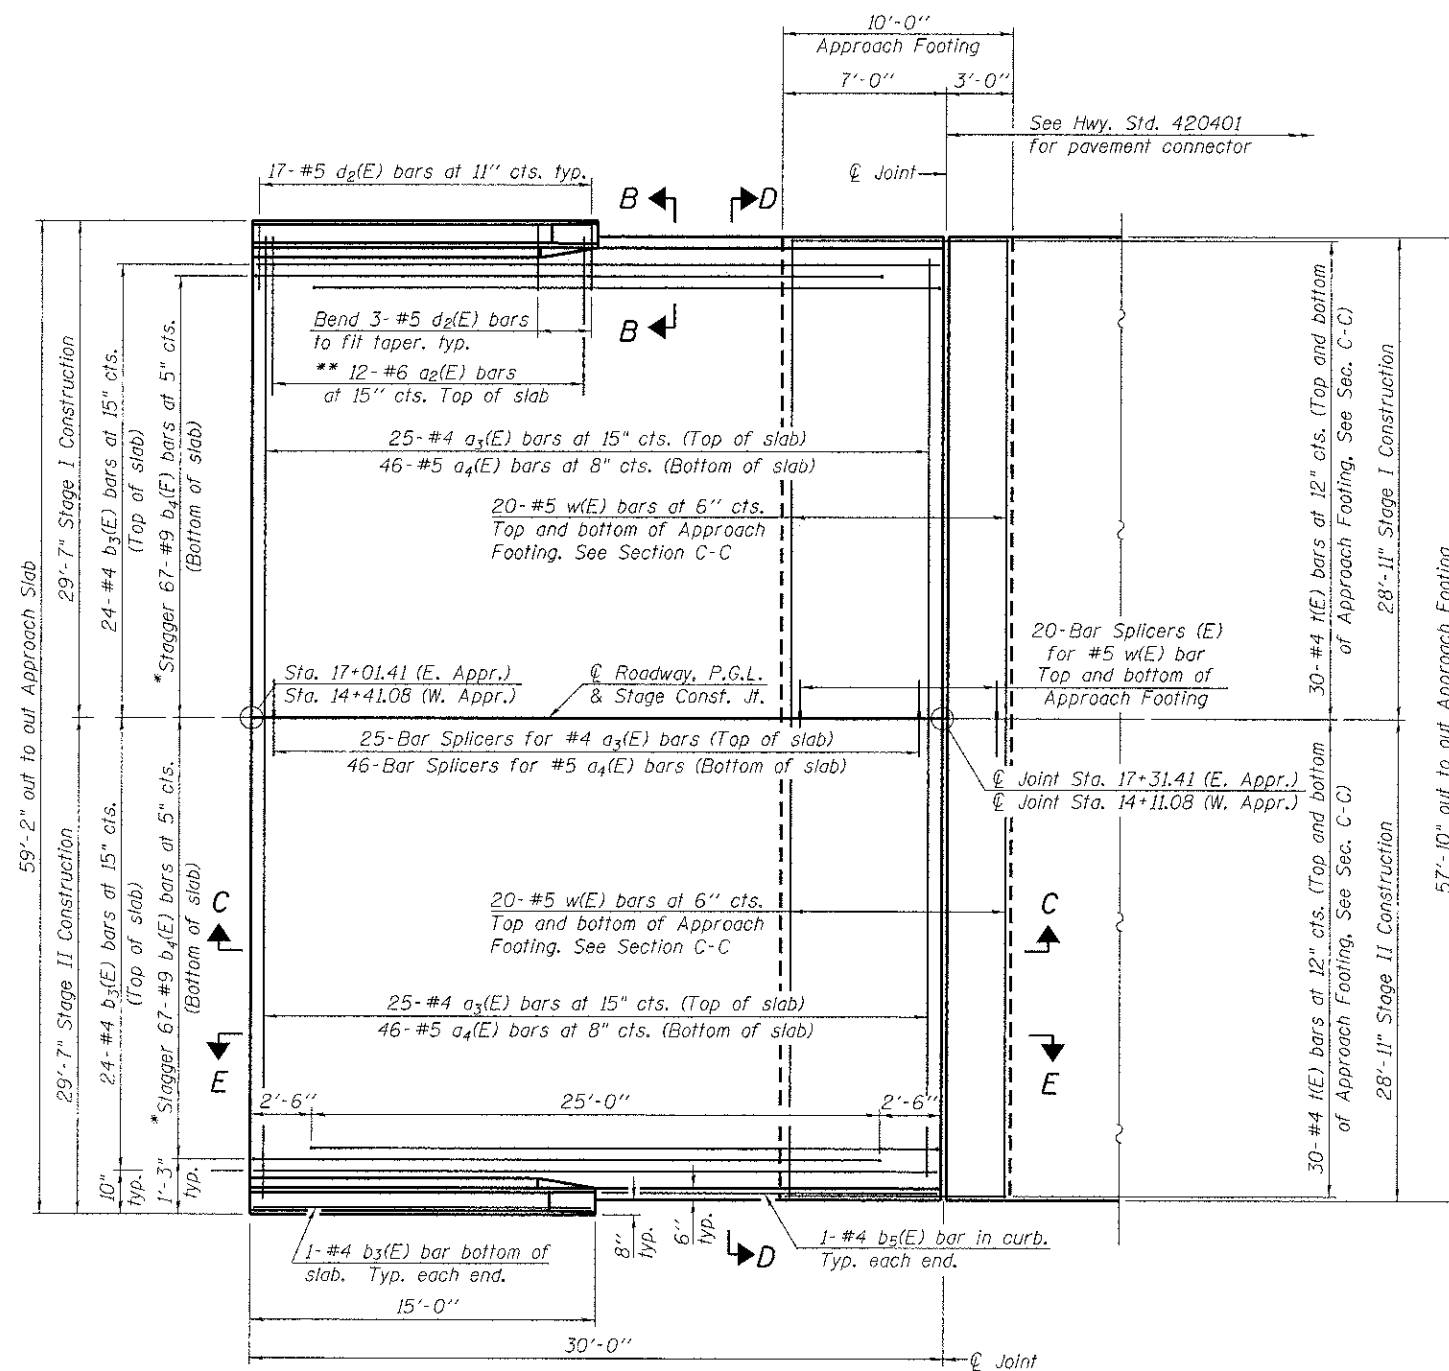 10'-0"
Approach Footing
7'-0"
3'-0"
See Hwy. Std. 420401
for pavement connector
℄ Joint
17-#5 d2(E) bars at 11" cts. typ.
B
D
B
Bend 3-#5 d2(E) bars
to fit taper. typ.
** 12-#6 a2(E) bars
at 15" cts. Top of slab
25-#4 a3(E) bars at 15" cts. (Top of slab)
46-#5 a4(E) bars at 8" cts. (Bottom of slab)
20-#5 w(E) bars at 6" cts.
Top and bottom of Approach
Footing. See Section C-C
59'-2" out to out Approach Slab
29'-7" Stage I Construction
24-#4 b3(E) bars at 15" cts.
(Top of slab)
*Stagger 67-#9 b4(E) bars at 5" cts.
(Bottom of slab)
20-Bar Splicers (E)
for #5 w(E) bar
Top and bottom of
Approach Footing
30-#4 t(E) bars at 12" cts. (Top and bottom
of Approach Footing. See Sec. C-C)
28'-11" Stage I Construction
57'-10" out to out Approach Footing
Sta. 17+01.41 (E. Appr.)
Sta. 14+41.08 (W. Appr.)
℄ Roadway, P.G.L.
& Stage Const. Jt.
25-Bar Splicers for #4 a3(E) bars (Top of slab)
46-Bar Splicers for #5 a4(E) bars (Bottom of slab)
℄ Joint Sta. 17+31.41 (E. Appr.)
℄ Joint Sta. 14+11.08 (W. Appr.)
29'-7" Stage II Construction
24-#4 b3(E) bars at 15" cts.
(Top of slab)
*Stagger 67-#9 b4(E) bars at 5" cts.
(Bottom of slab)
C
C
20-#5 w(E) bars at 6" cts.
Top and bottom of Approach
Footing. See Section C-C
30-#4 t(E) bars at 12" cts. (Top and bottom
of Approach Footing, See Sec. C-C)
28'-11" Stage II Construction
25-#4 a3(E) bars at 15" cts. (Top of slab)
46-#5 a4(E) bars at 8" cts. (Bottom of slab)
E
E
2'-6"
25'-0"
2'-6"
10"
typ.
1'-3"
typ.
8"
typ.
6"
typ.
D
1-#4 b3(E) bar bottom of
slab. Typ. each end.
1-#4 b5(E) bar in curb.
Typ. each end.
15'-0"
30'-0"
℄ Joint